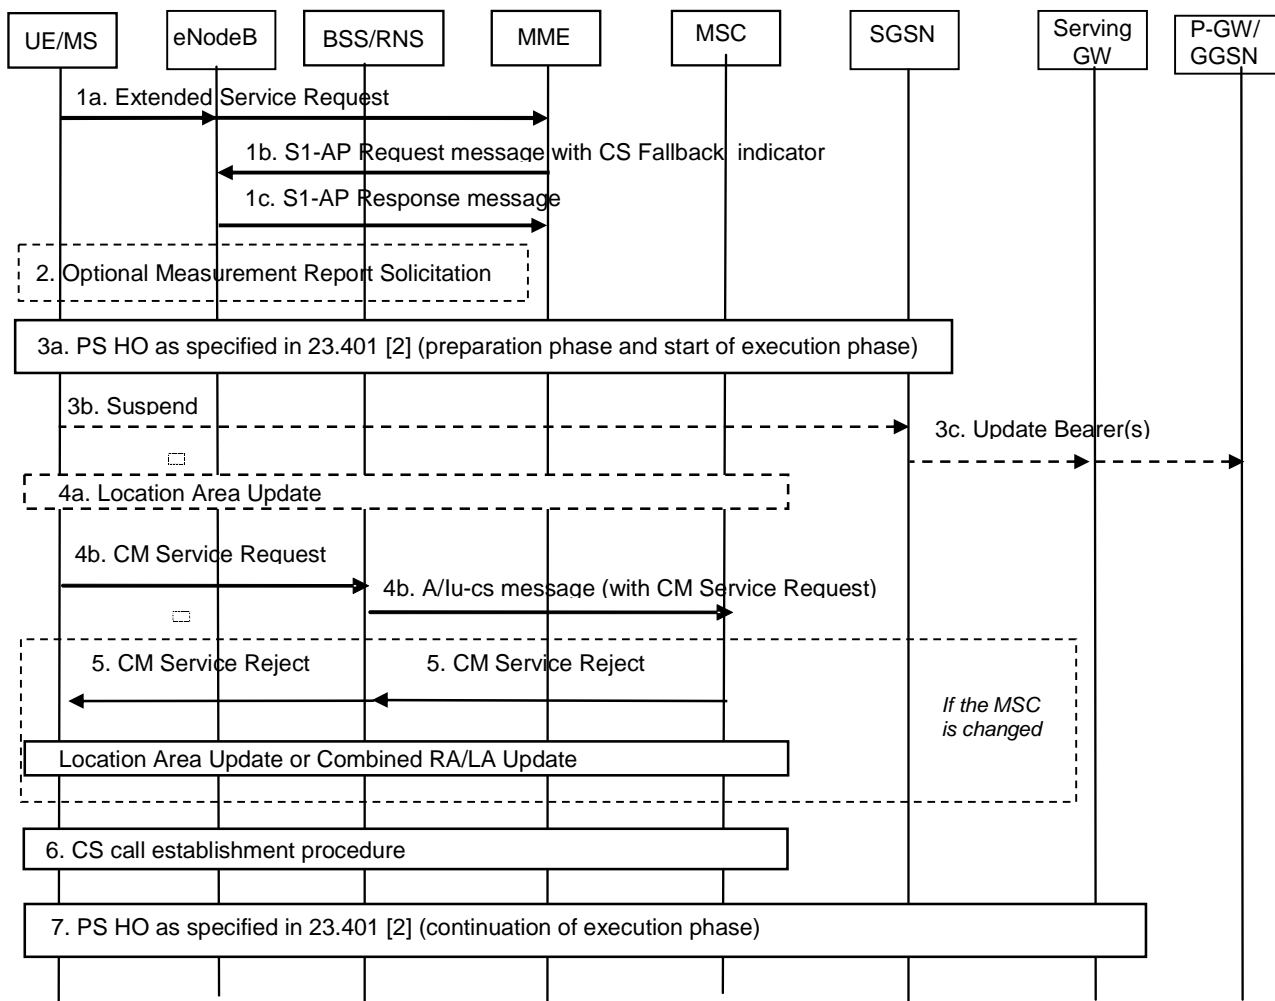 UE/MS
eNodeB
BSS/RNS
MME
MSC
SGSN
Serving
GW
P-GW/
GGSN
1a. Extended Service Request
1b. S1-AP Request message with CS Fallback indicator
1c. S1-AP Response message
2. Optional Measurement Report Solicitation
3a. PS HO as specified in 23.401 [2] (preparation phase and start of execution phase)
3b. Suspend
3c. Update Bearer(s)
4a. Location Area Update
4b. CM Service Request
4b. A/Iu-cs message (with CM Service Request)
5. CM Service Reject
5. CM Service Reject
If the MSC
is changed
Location Area Update or Combined RA/LA Update
6. CS call establishment procedure
7. PS HO as specified in 23.401 [2] (continuation of execution phase)